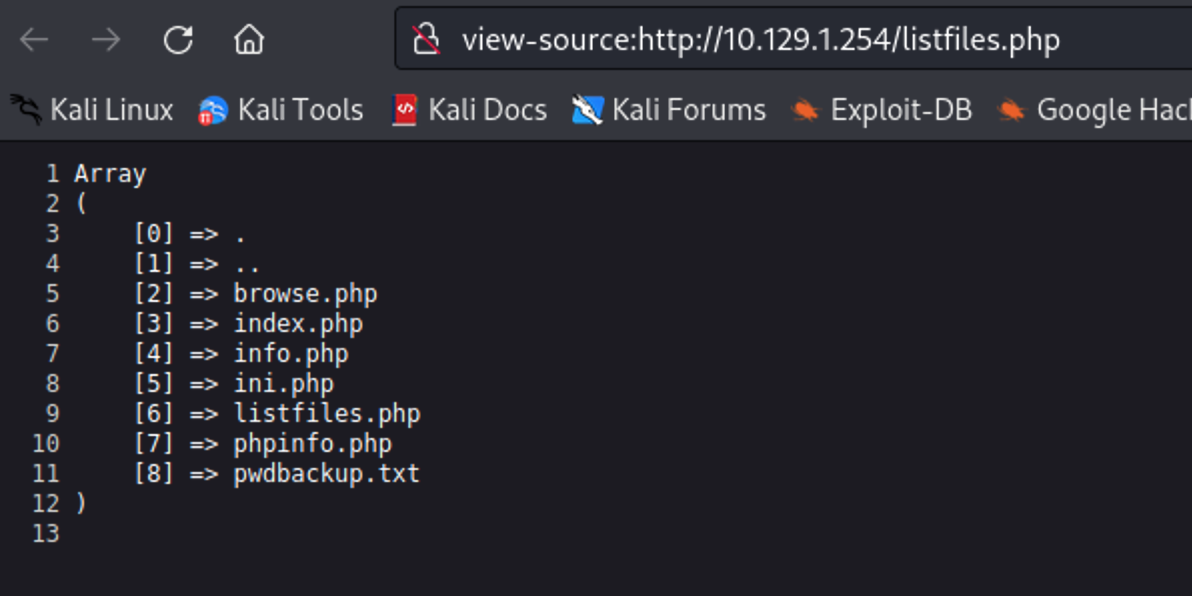 view-source:http://10.129.1.254/listfiles.php
Kali Linux Kali Tools Kali Docs Kali Forums Exploit-DB Google Hac
1 Array
2 (
3     [0] => .
4     [1] => ..
5     [2] => browse.php
6     [3] => index.php
7     [4] => info.php
8     [5] => ini.php
9     [6] => listfiles.php
10     [7] => phpinfo.php
11     [8] => pwdbackup.txt
12 )
13